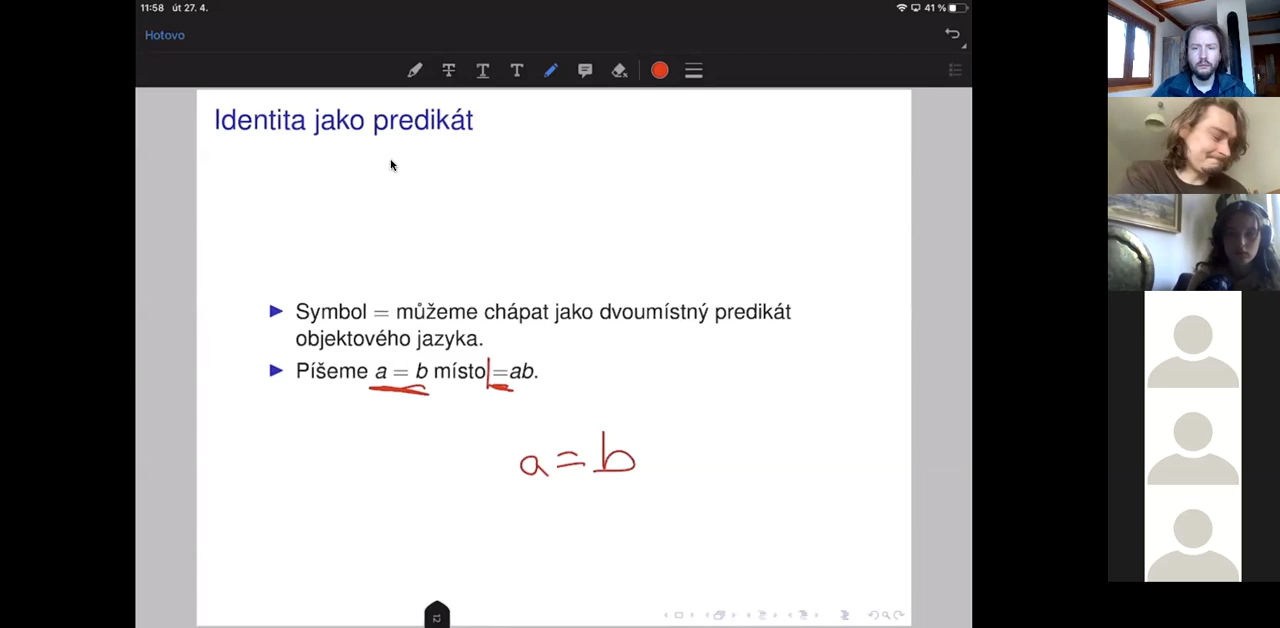 11:58 út 27. 4.
41 %
Hotovo
T T T
Identita jako predikát
Symbol = můžeme chápat jako dvoumístný predikát
objektového jazyka.
Píšeme a = b místo =ab.
a = b
12